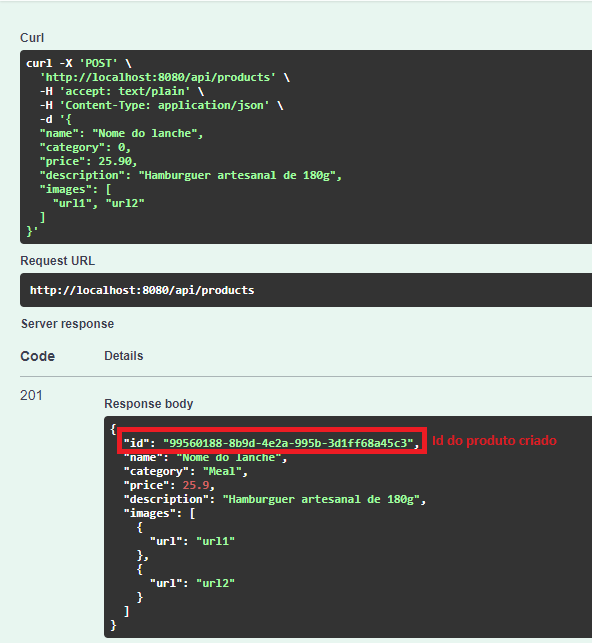 Curl
curl -X 'POST' \
'http://localhost:8080/api/products' \
-H 'accept: text/plain' \
-H 'Content-Type: application/json' \
-d '{
"name": "Nome do lanche",
"category": 0,
"price": 25.90,
"description": "Hamburguer artesanal de 180g",
"images": [
"url1", "url2"
]
}'
Request URL
http://localhost:8080/api/products
Server response
Code Details
201
Response body
{
"id": "99560188-8b9d-4e2a-995b-3d1ff68a45c3", Id do produto criado
"name": "Nome do lanche",
"category": "Meal",
"price": 25.9,
"description": "Hamburguer artesanal de 180g",
"images": [
{
"url": "url1"
},
{
"url": "url2"
}
]
}